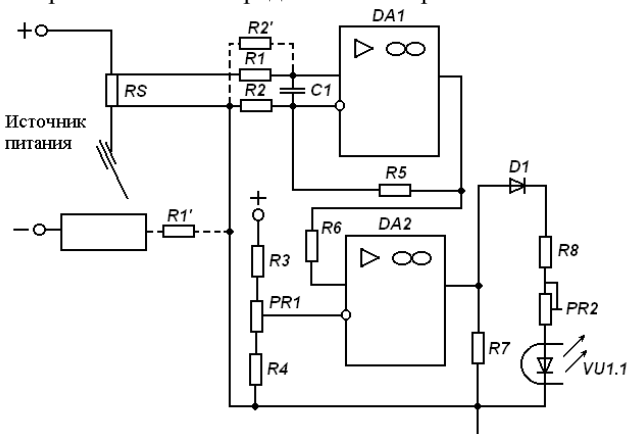 DA1
R2'
+
R1
RS
R2
C1
Источник
питания
R5
D1
+
R6
DA2
−
R1'
R3
R8
PR1
PR2
R4
R7
VU1.1